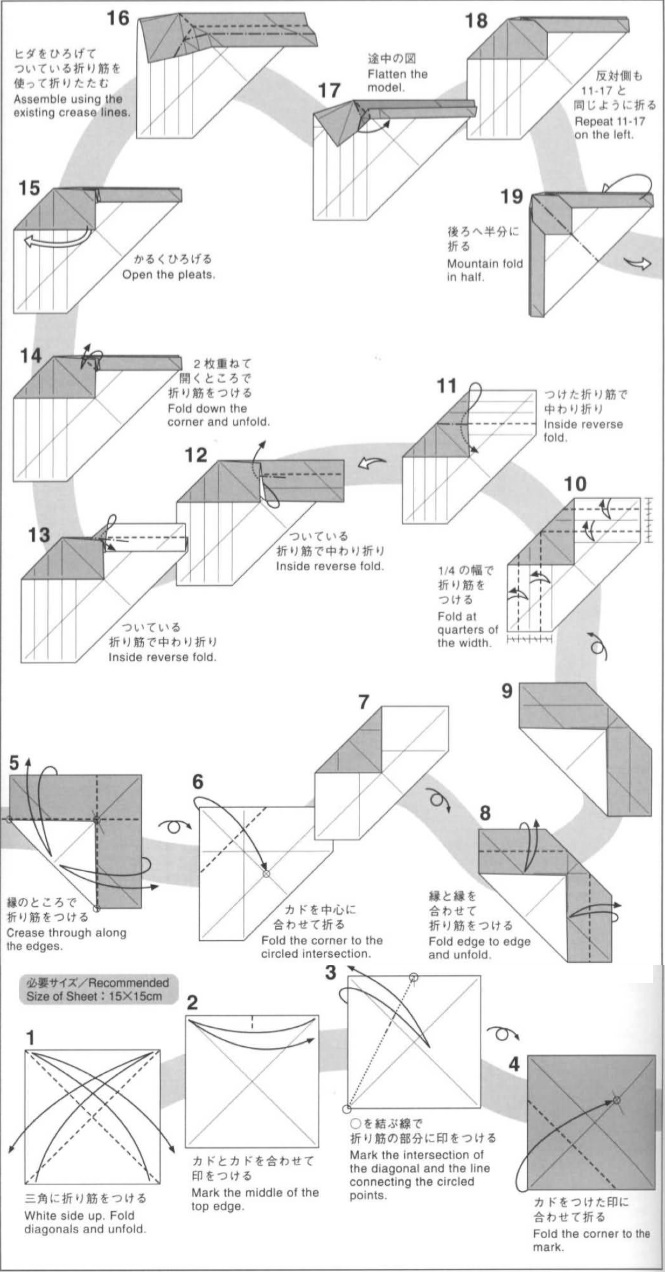 16
ヒダをひろげて
ついている折り筋を
使って折りたたむ
Assemble using the
existing crease lines.
17
途中の図
Flatten the
model.
18
反対側も
11-17 と
同じように折る
Repeat 11-17
on the left.
15
かるくひろげる
Open the pleats.
19
後ろへ半分に
折る
Mountain fold
in half.
14
2 枚重ねて
開くところで
折り筋をつける
Fold down the
corner and unfold.
11
つけた折り筋で
中わり折り
Inside reverse
fold.
12
ついている
折り筋で中わり折り
Inside reverse fold.
13
ついている
折り筋で中わり折り
Inside reverse fold.
10
1/4 の幅で
折り筋を
つける
Fold at
quarters of
the width.
9
7
5
縁のところで
折り筋をつける
Crease through along
the edges.
6
カドを中心に
合わせて折る
Fold the corner to the
circled intersection.
8
縁と縁を
合わせて
折り筋をつける
Fold edge to edge
and unfold.
必要サイズ／Recommended
Size of Sheet：15×15cm
1
三角に折り筋をつける
White side up. Fold
diagonals and unfold.
2
カドとカドを合わせて
印をつける
Mark the middle of the
top edge.
3
○を結ぶ線で
折り筋の部分に印をつける
Mark the intersection of
the diagonal and the line
connecting the circled
points.
4
カドをつけた印に
合わせて折る
Fold the corner to the
mark.